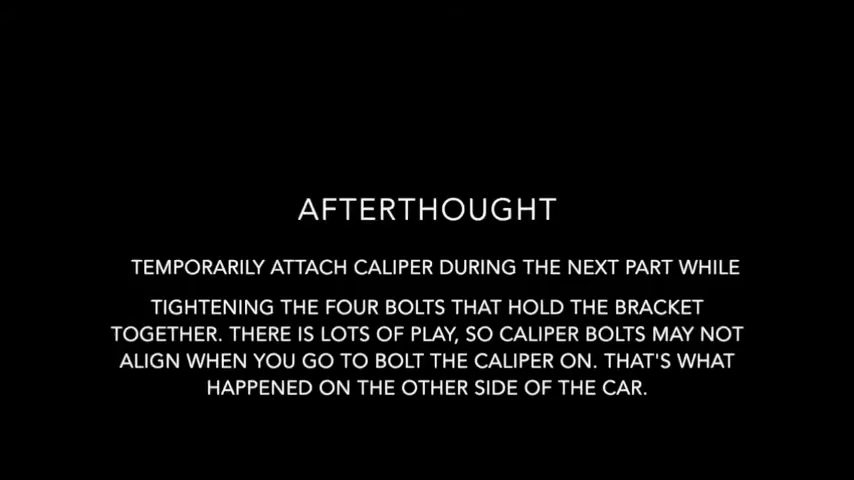 AFTERTHOUGHT
TEMPORARILY ATTACH CALIPER DURING THE NEXT PART WHILE
TIGHTENING THE FOUR BOLTS THAT HOLD THE BRACKET
TOGETHER. THERE IS LOTS OF PLAY, SO CALIPER BOLTS MAY NOT
ALIGN WHEN YOU GO TO BOLT THE CALIPER ON. THAT'S WHAT
HAPPENED ON THE OTHER SIDE OF THE CAR.